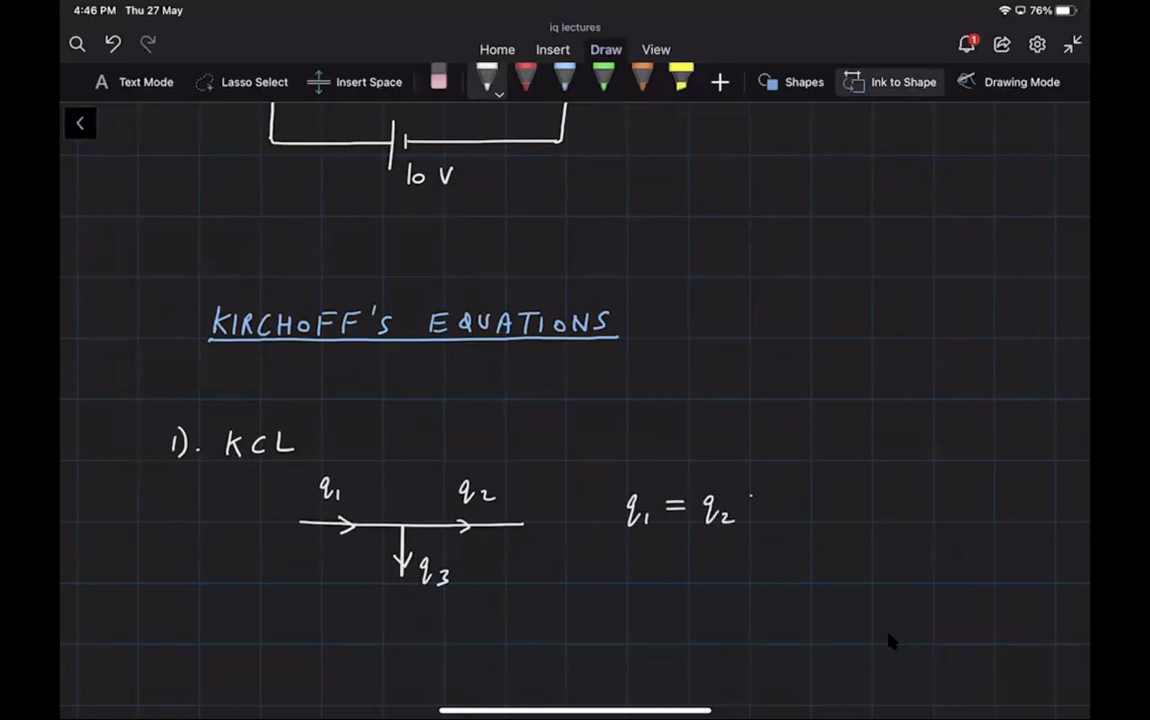 4:46 PM Thu 27 May
76%
iq lectures
Home Insert Draw View
1
Text Mode Lasso Select Insert Space Shapes Ink to Shape Drawing Mode
10 V
KIRCHOFF'S EQUATIONS
1). KCL
q1 q2
q1 = q2
q3